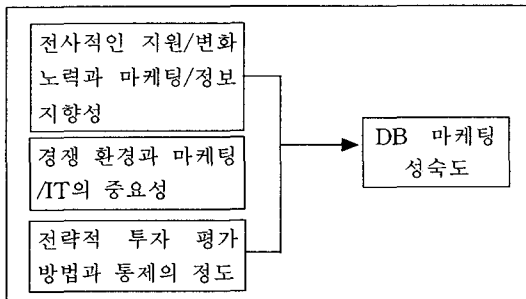 전사적인 지원/변화
노력과 마케팅/정보
지향성
경쟁 환경과 마케팅
/IT의 중요성
전략적 투자 평가
방법과 통제의 정도
DB 마케팅
성숙도